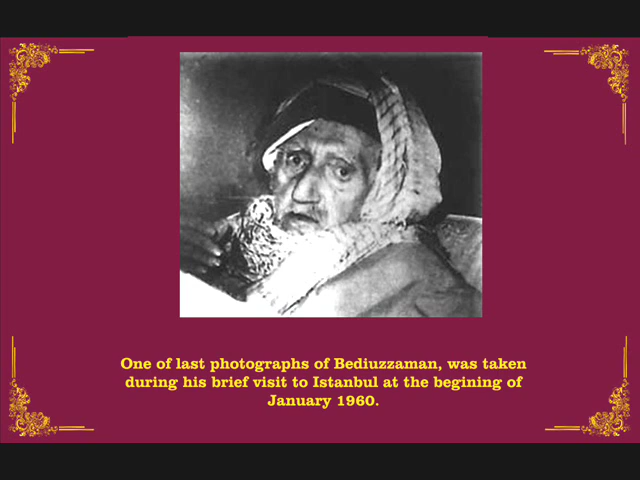 One of last photographs of Bediuzzaman, was taken
during his brief visit to Istanbul at the begining of
January 1960.